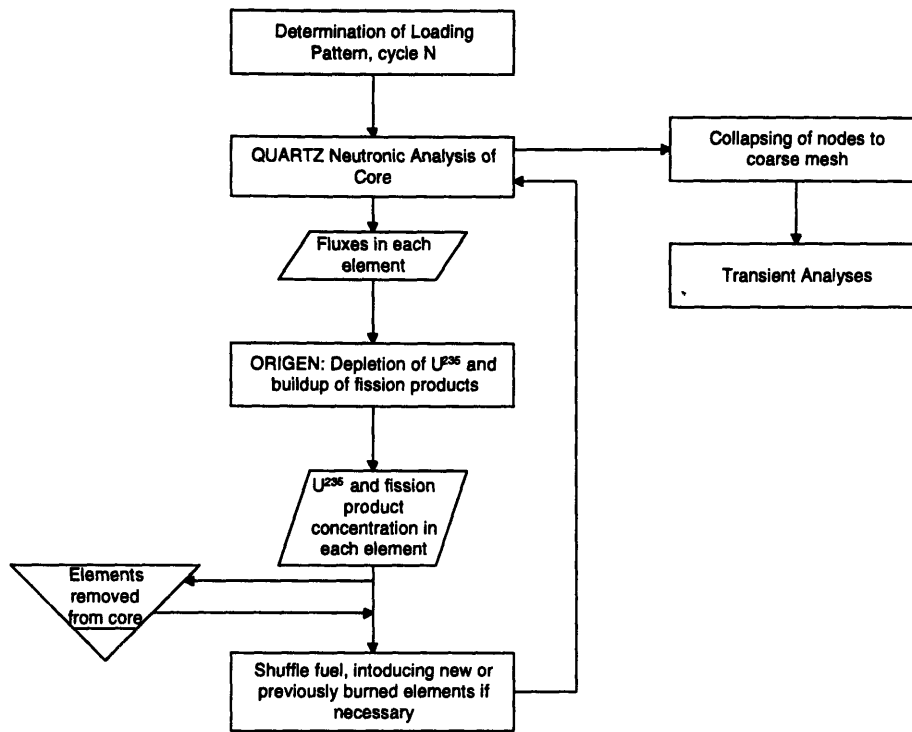 Determination of Loading
Pattern, cycle N
QUARTZ Neutronic Analysis of
Core
Collapsing of nodes to
coarse mesh
Fluxes in each
element
Transient Analyses
ORIGEN: Depletion of U²³⁵ and
buildup of fission products
U²³⁵ and fission
product
concentration in
each element
Elements
removed
from core
Shuffle fuel, intoducing new or
previously burned elements if
necessary